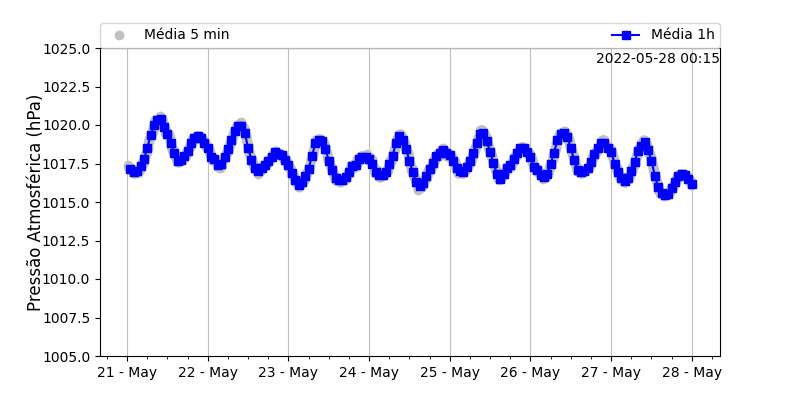 Média 5 min
Média 1h
2022-05-28 00:15
Pressão Atmosférica (hPa)
1025.0
1022.5
1020.0
1017.5
1015.0
1012.5
1010.0
1007.5
1005.0
21 - May
22 - May
23 - May
24 - May
25 - May
26 - May
27 - May
28 - May